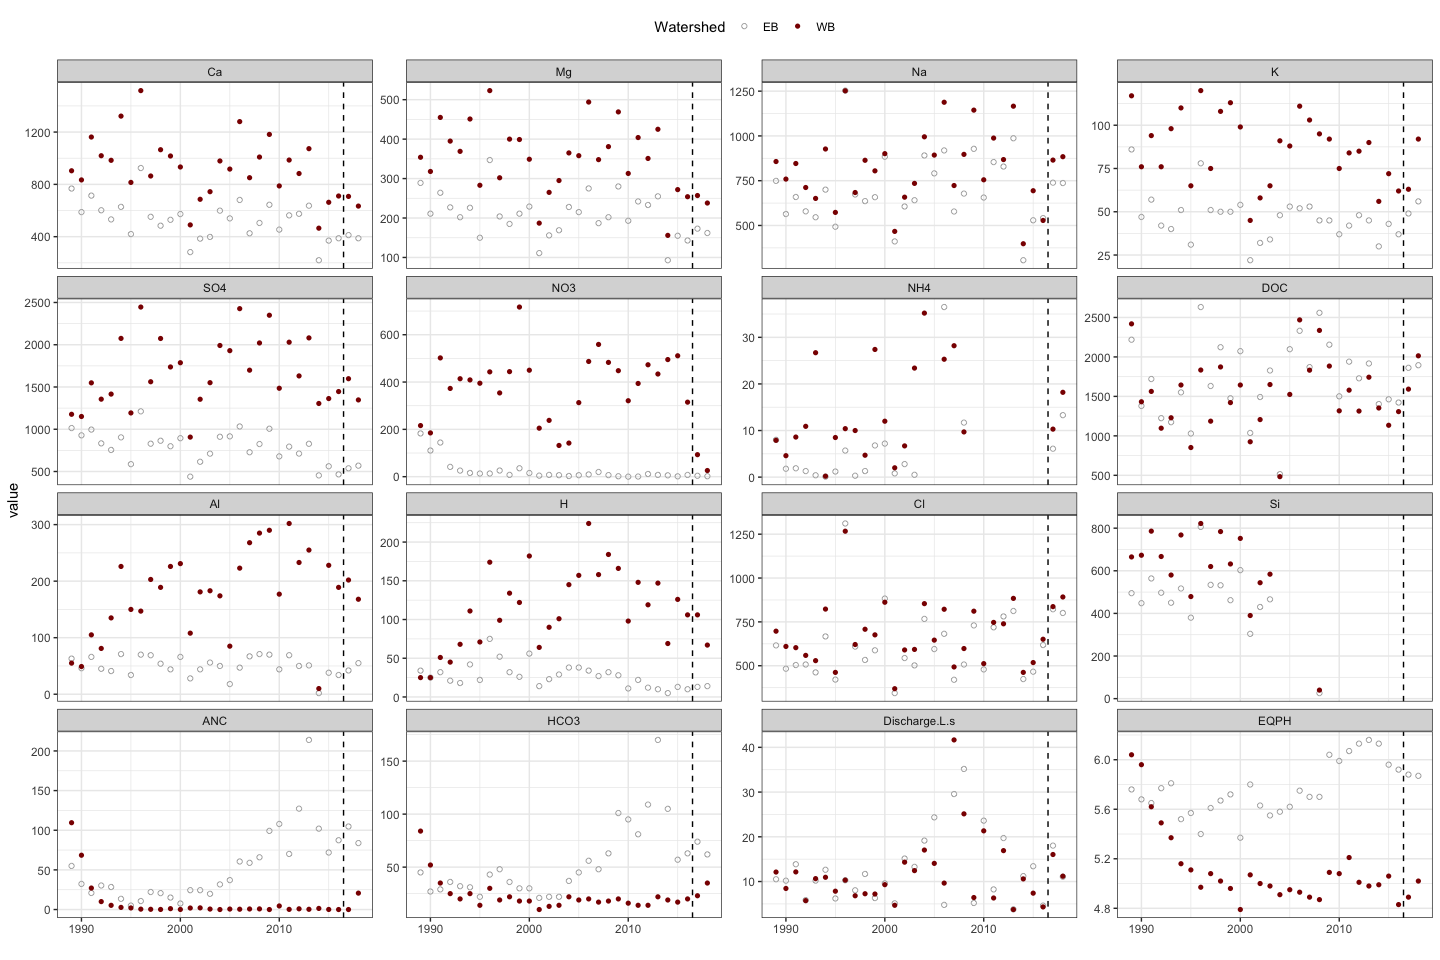 Watershed EB WB
Ca Mg Na K
1200 800 400
500 400 300 200 100
1250 1000 750 500
100 75 50 25
SO4 NO3 NH4 DOC
2500 2000 1500 1000 500
600 400 200 0
30 20 10 0
2500 2000 1500 1000 500
value
Al H Cl Si
300 200 100 0
200 150 100 50 0
1250 1000 750 500
800 600 400 200 0
ANC HCO3 Discharge.L.s EQPH
200 150 100 50 0
150 100 50
40 30 20 10
6.0 5.6 5.2 4.8
1990 2000 2010 1990 2000 2010 1990 2000 2010 1990 2000 2010